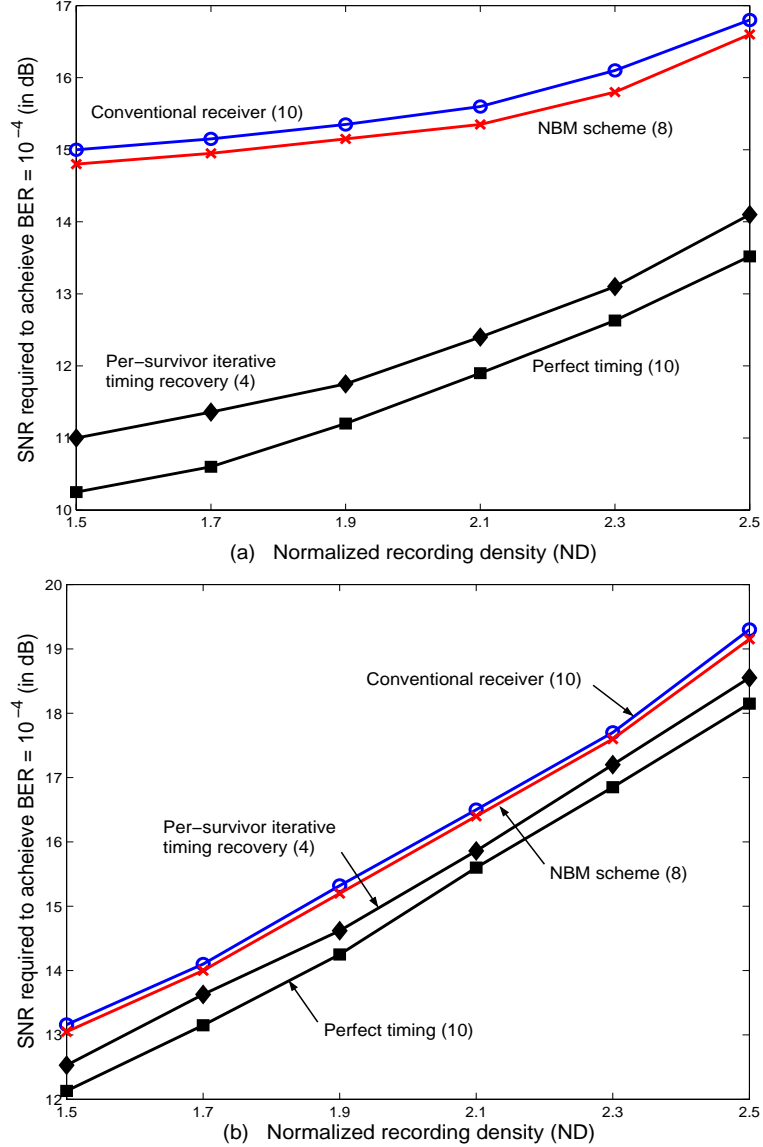 17
16
15
14
13
12
11
10
SNR required to acheieve BER = 10⁻⁴ (in dB)
Conventional receiver (10)
NBM scheme (8)
Per−survivor iterative
timing recovery (4)
Perfect timing (10)
1.5 1.7 1.9 2.1 2.3 2.5
(a) Normalized recording density (ND)
20
19
18
17
16
15
14
13
12
SNR required to acheieve BER = 10⁻⁴ (in dB)
Conventional receiver (10)
Per−survivor iterative
timing recovery (4)
NBM scheme (8)
Perfect timing (10)
1.5 1.7 1.9 2.1 2.3 2.5
(b) Normalized recording density (ND)